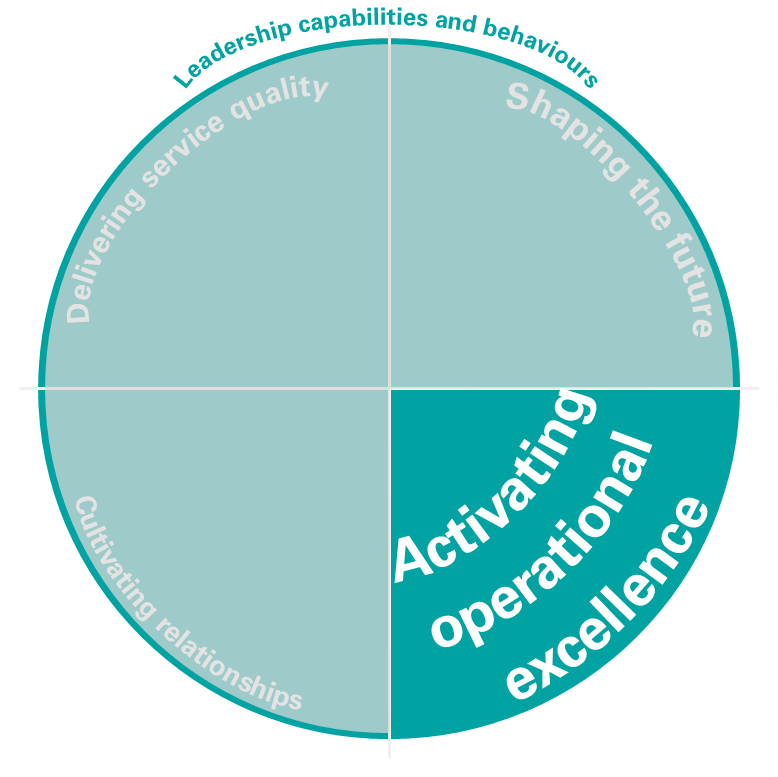 Leadership capabilities and behaviours
Delivering service quality
Shaping the future
Cultivating relationships
Activating
operational
excellence